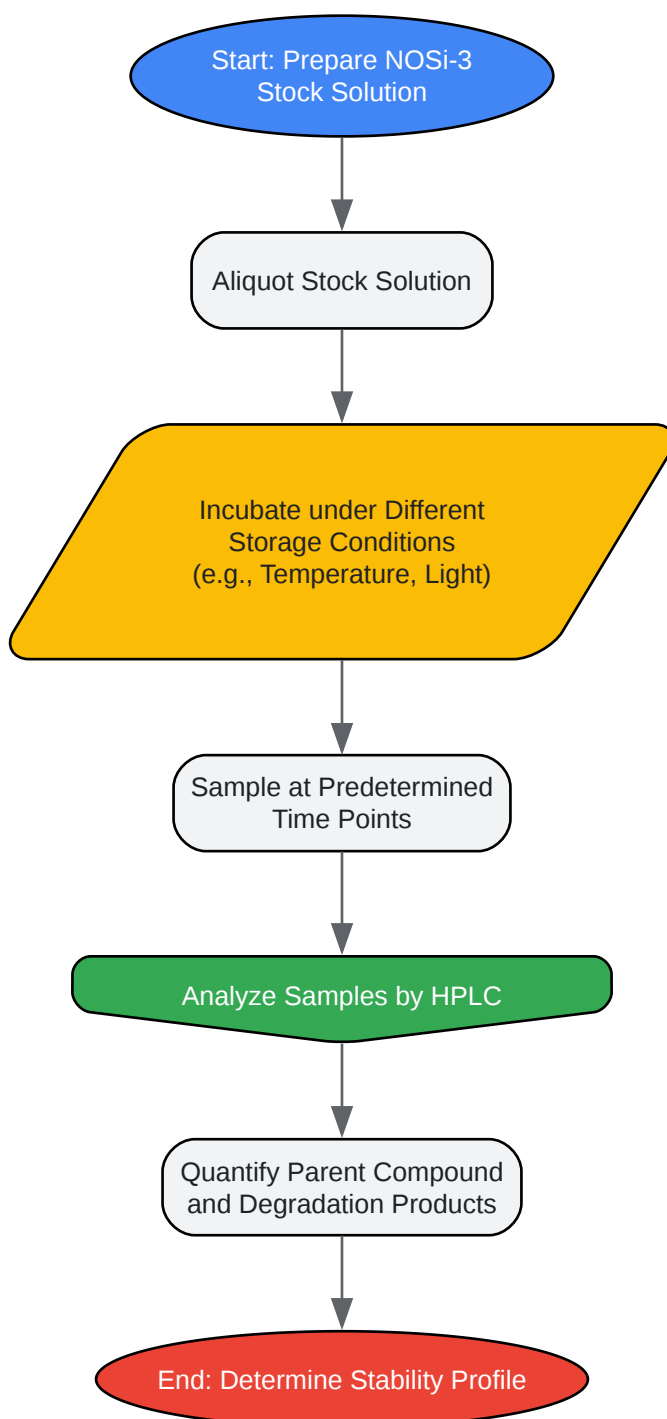 Start: Prepare NOSi-3
Stock Solution
Aliquot Stock Solution
Incubate under Different
Storage Conditions
(e.g., Temperature, Light)
Sample at Predetermined
Time Points
Analyze Samples by HPLC
Quantify Parent Compound
and Degradation Products
End: Determine Stability Profile